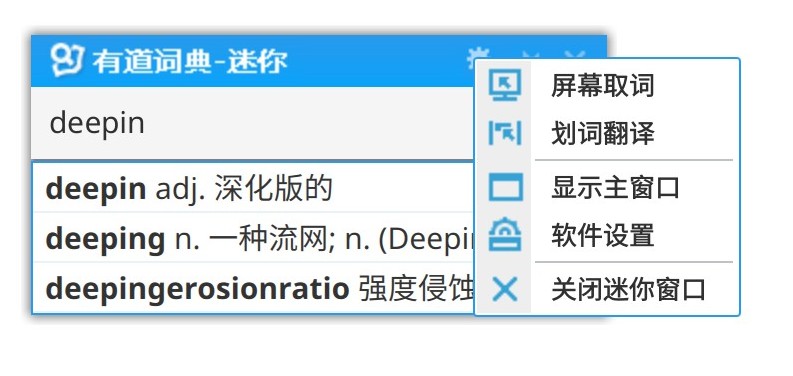 有道词典-迷你
deepin
deepin adj. 深化版的
deeping n. 一种流网; n. (Deepin
deepingerosionratio 强度侵蚀
屏幕取词
划词翻译
显示主窗口
软件设置
关闭迷你窗口